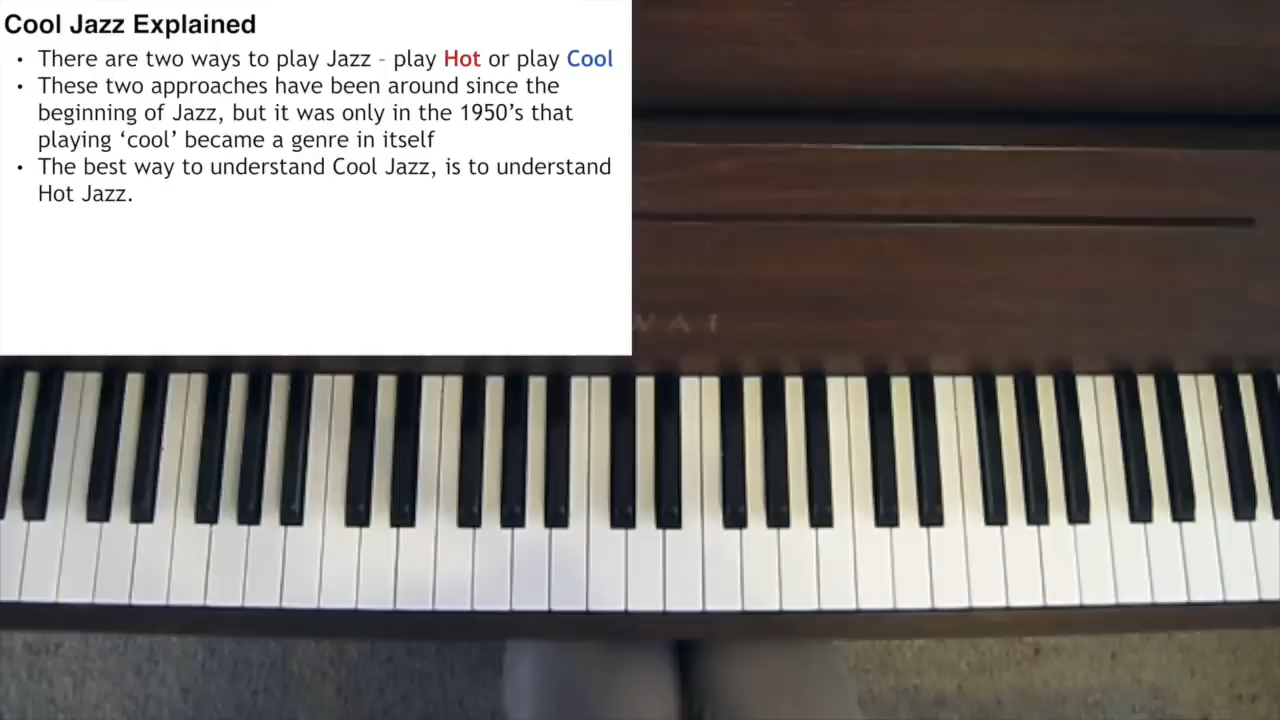 Cool Jazz Explained
• There are two ways to play Jazz - play Hot or play Cool
• These two approaches have been around since the
beginning of Jazz, but it was only in the 1950’s that
playing ‘cool’ became a genre in itself
• The best way to understand Cool Jazz, is to understand
Hot Jazz.
WAI